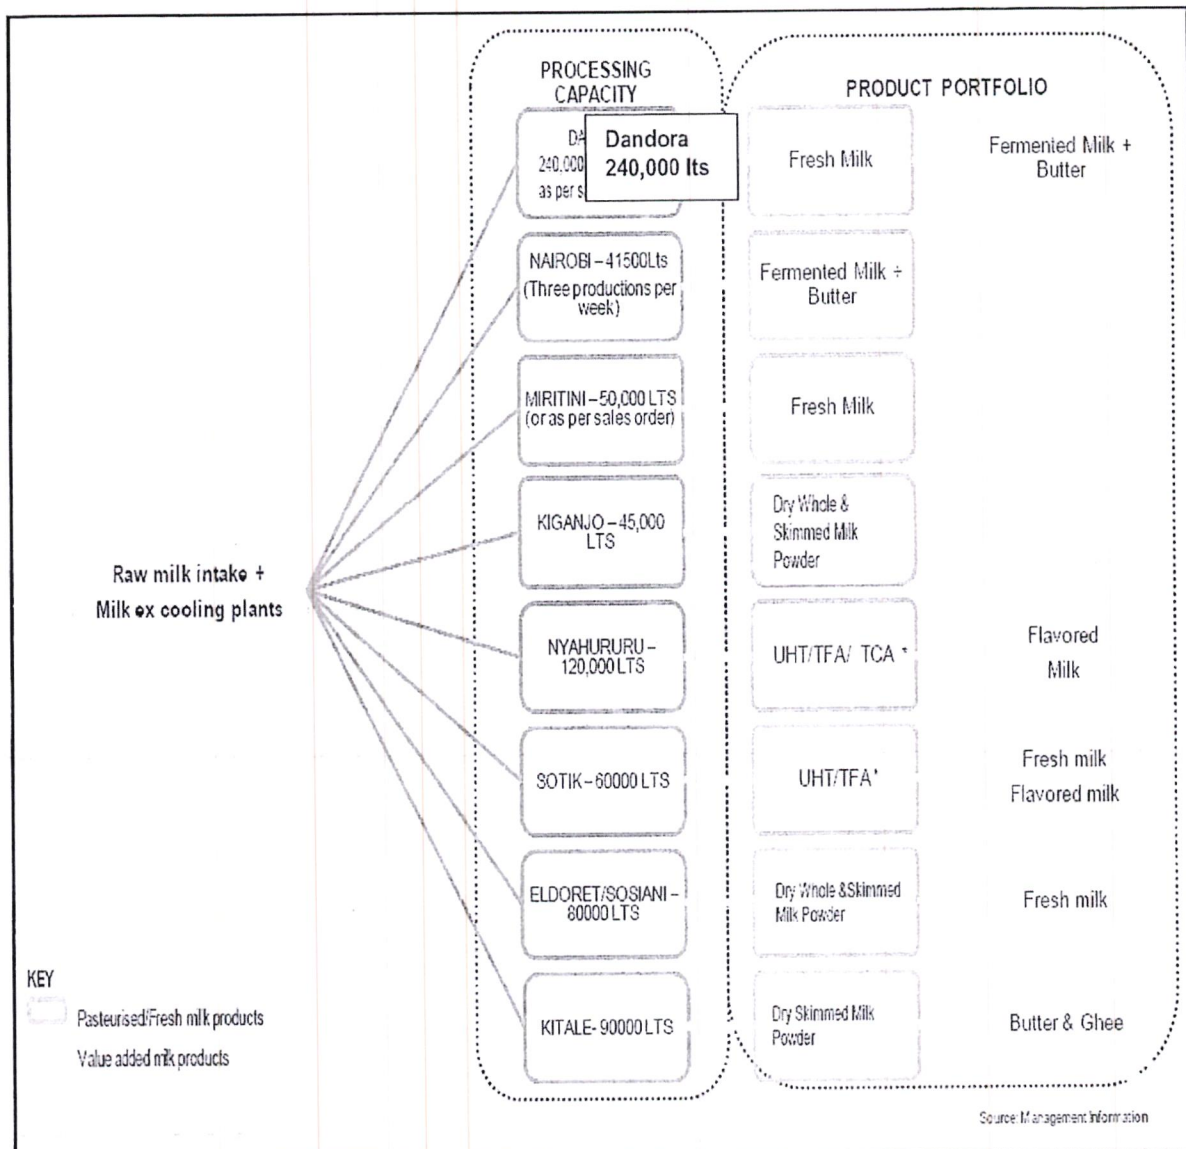 PROCESSING
CAPACITY
PRODUCT PORTFOLIO
DA
240,000
as per s
Dandora
240,000 lts
Fresh Milk
Fermented Milk +
Butter
NAIROBI – 41500Lts
(Three productions per
week)
Fermented Milk +
Butter
MIRITINI – 50,000 LTS
(or as per sales order)
Fresh Milk
KIGANJO – 45,000
LTS
Dry Whole &
Skimmed Milk
Powder
Raw milk intake +
Milk ex cooling plants
NYAHURURU –
120,000 LTS
UHT/TFA/ TCA *
Flavored
Milk
SOTIK – 60000 LTS
UHT/TFA*
Fresh milk
Flavored milk
ELDORET/SOSIANI –
80000 LTS
Dry Whole &Skimmed
Milk Powder
Fresh milk
KITALE- 90000 LTS
Dry Skimmed Milk
Powder
Butter & Ghee
KEY
Pasteurised/Fresh milk products
Value added milk products
Source: Management Information